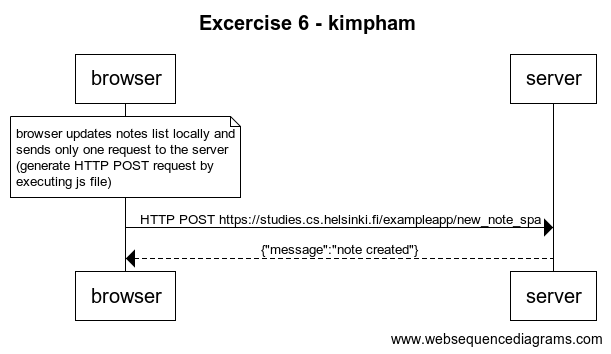 Excercise 6 - kimpham
browser
server
browser updates notes list locally and
sends only one request to the server
(generate HTTP POST request by
executing js file)
HTTP POST https://studies.cs.helsinki.fi/exampleapp/new_note_spa
{"message":"note created"}
browser
server
www.websequencediagrams.com